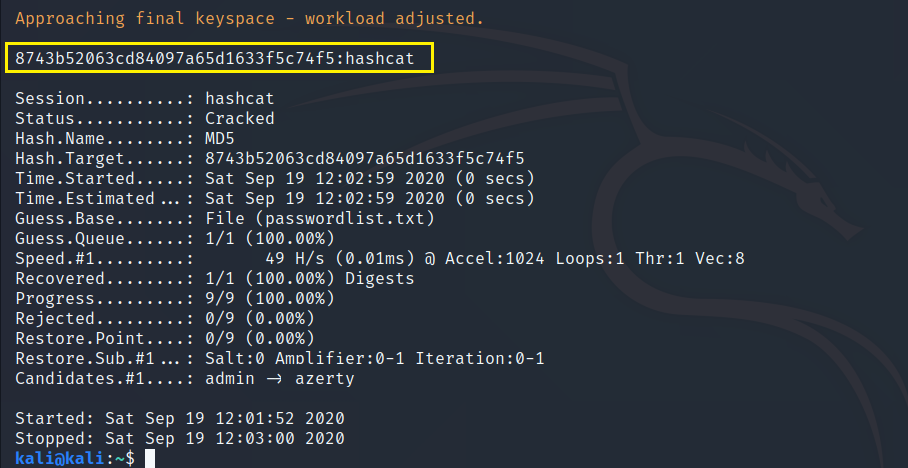 Approaching final keyspace - workload adjusted.
8743b52063cd84097a65d1633f5c74f5:hashcat
Session..........: hashcat
Status...........: Cracked
Hash.Name........: MD5
Hash.Target......: 8743b52063cd84097a65d1633f5c74f5
Time.Started.....: Sat Sep 19 12:02:59 2020 (0 secs)
Time.Estimated...: Sat Sep 19 12:02:59 2020 (0 secs)
Guess.Base.......: File (passwordlist.txt)
Guess.Queue......: 1/1 (100.00%)
Speed.#1.........:       49 H/s (0.01ms) @ Accel:1024 Loops:1 Thr:1 Vec:8
Recovered........: 1/1 (100.00%) Digests
Progress.........: 9/9 (100.00%)
Rejected.........: 0/9 (0.00%)
Restore.Point....: 0/9 (0.00%)
Restore.Sub.#1...: Salt:0 Amplifier:0-1 Iteration:0-1
Candidates.#1....: admin -> azerty
Started: Sat Sep 19 12:01:52 2020
Stopped: Sat Sep 19 12:03:00 2020
kali@kali:~$